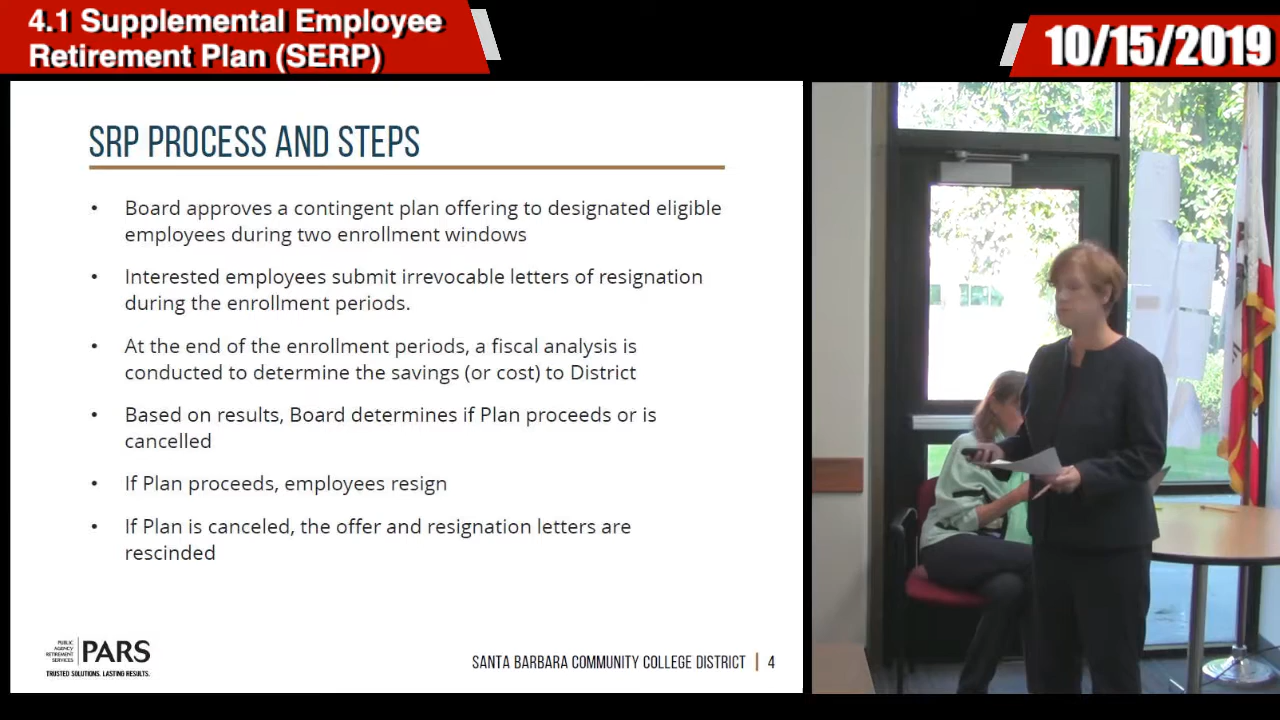 4.1 Supplemental Employee
Retirement Plan (SERP)
10/15/2019
SRP PROCESS AND STEPS
• Board approves a contingent plan offering to designated eligible
employees during two enrollment windows
• Interested employees submit irrevocable letters of resignation
during the enrollment periods.
• At the end of the enrollment periods, a fiscal analysis is
conducted to determine the savings (or cost) to District
• Based on results, Board determines if Plan proceeds or is
cancelled
• If Plan proceeds, employees resign
• If Plan is canceled, the offer and resignation letters are
rescinded
PUBLIC
AGENCY
RETIREMENT
SERVICES
PARS
TRUSTED SOLUTIONS. LASTING RESULTS.
SANTA BARBARA COMMUNITY COLLEGE DISTRICT | 4